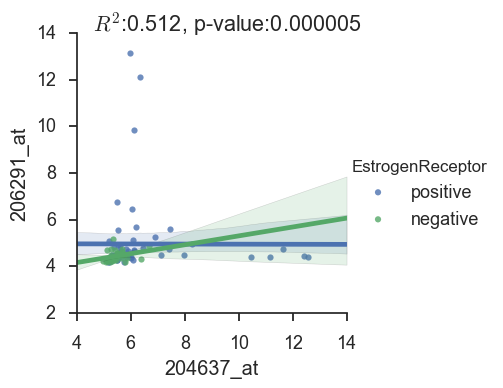 R²:0.512, p-value:0.000005
14
12
10
8
6
4
2
206291_at
4 6 8 10 12 14
204637_at
EstrogenReceptor
positive
negative